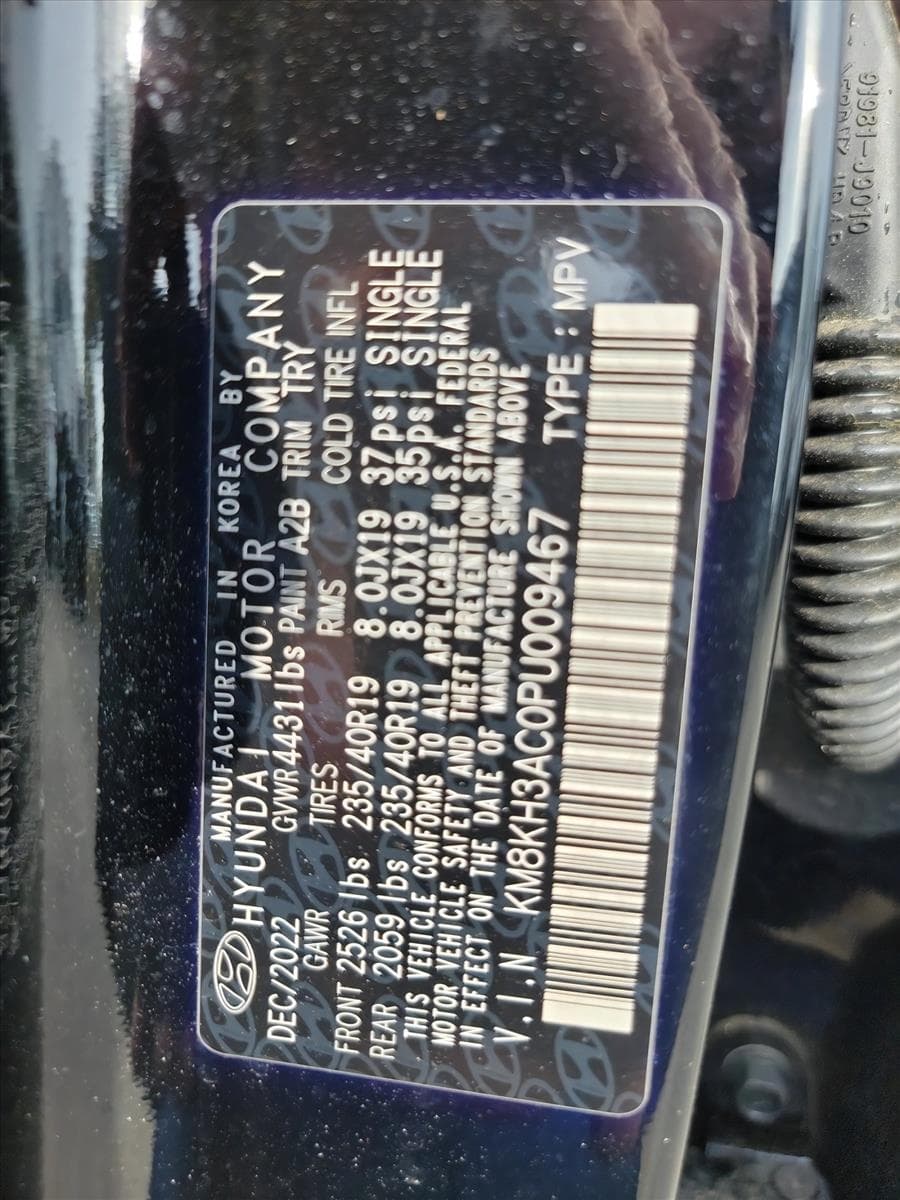 MANUFACTURED IN KOREA BY
HYUNDAI MOTOR COMPANY
DEC/2022 GVWR 4431lbs PANT A2B TRIM TRY
GAWR TIRES RIMS COLD TIRE INFL
FRONT 2526 lbs 235/40R19 8.0JX19 37psi SINGLE
REAR 2059 lbs 235/40R19 8.0JX19 35psi SINGLE
THIS VEHICLE CONFORMS TO ALL APPLICABLE U.S.A. FEDERAL
MOTOR VEHICLE SAFETY AND THEFT PREVENTION STANDARDS
IN EFFECT ON THE DATE OF MANUFACTURE SHOWN ABOVE
V.I.N KM8KH3AC0PU009467 TYPE : MPV
91981-J9010